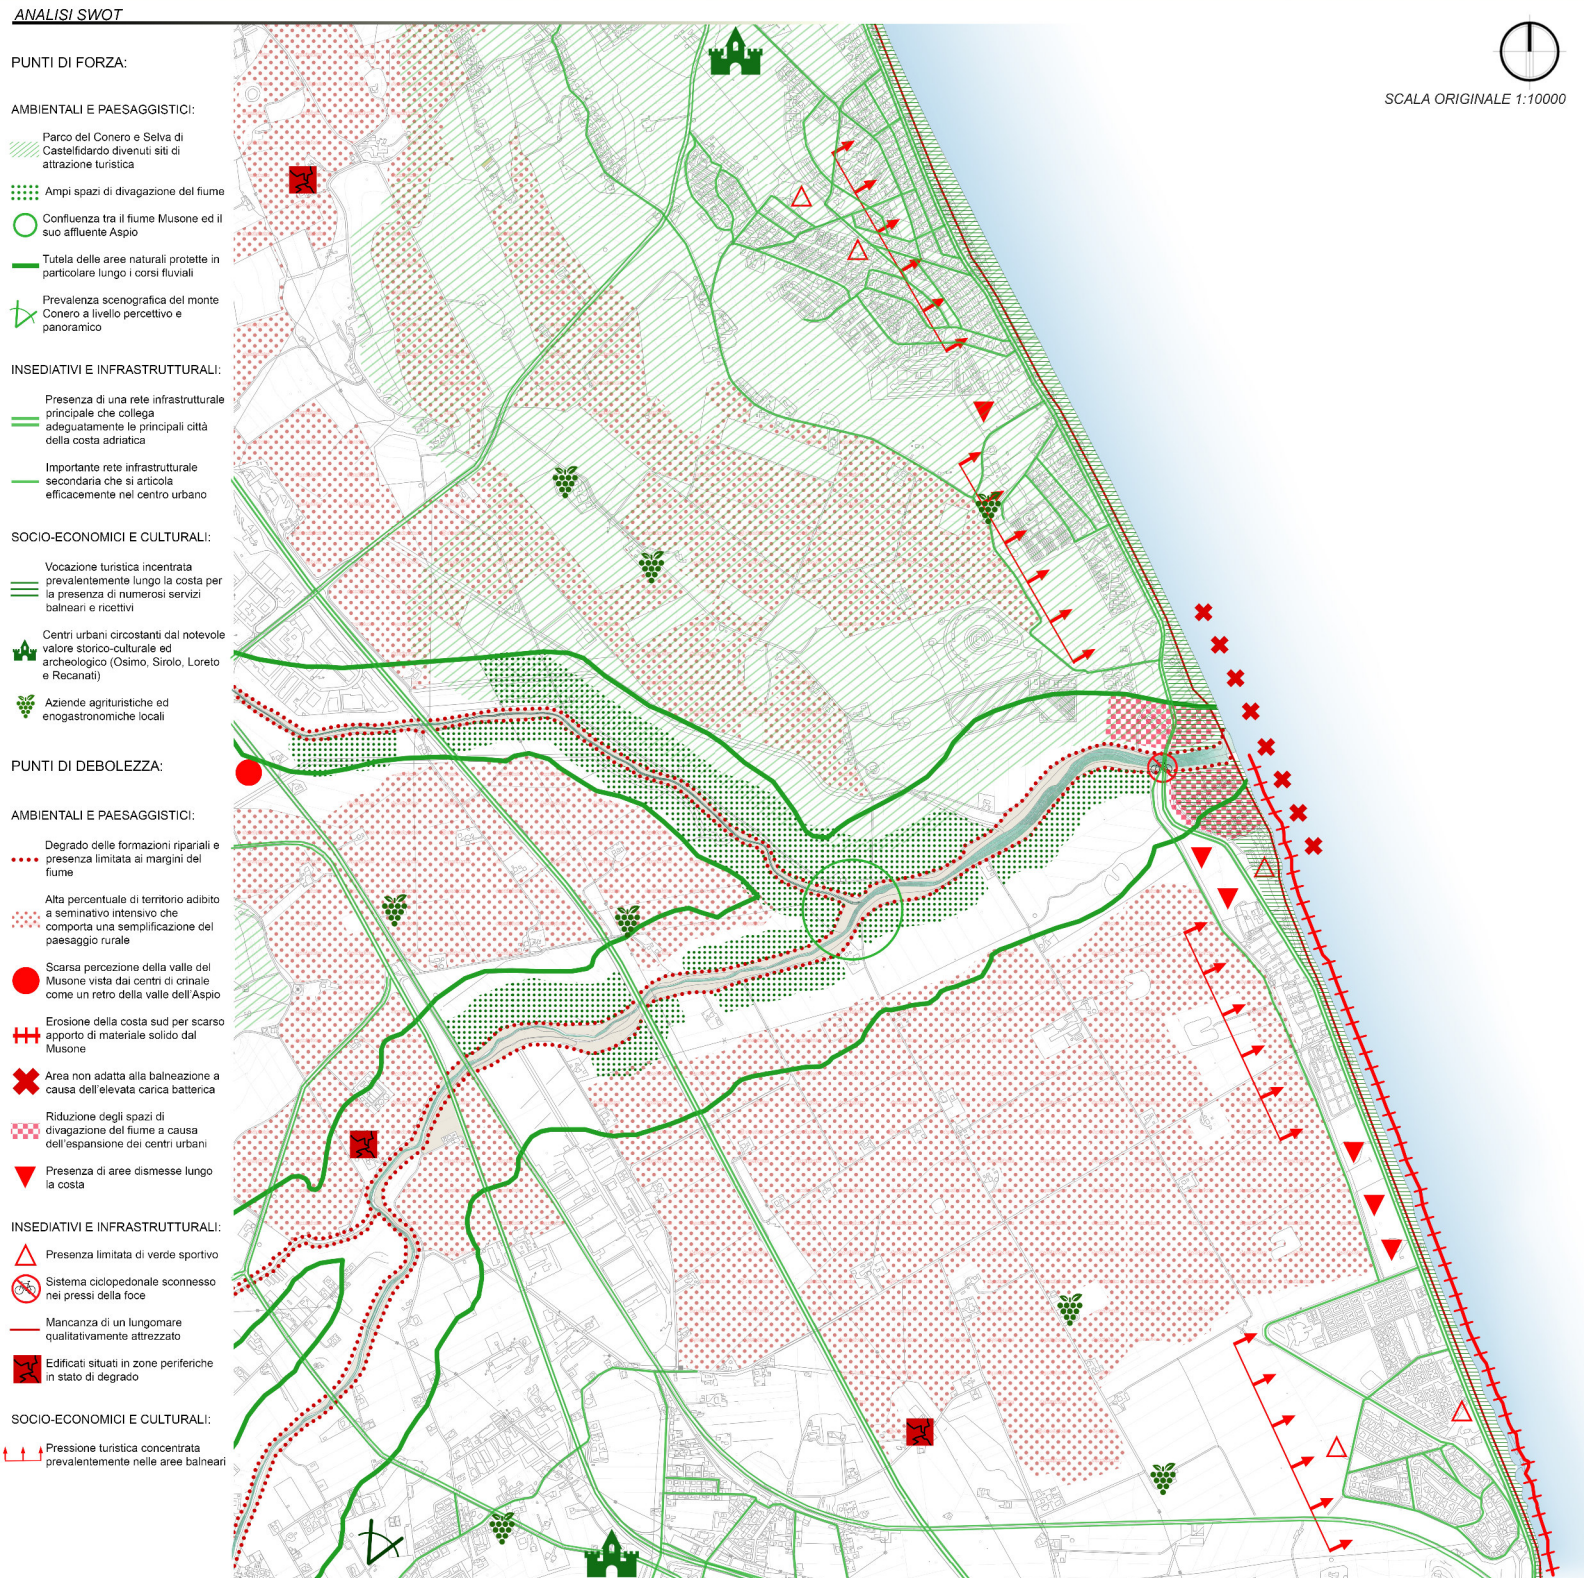 ANALISI SWOT
SCALA ORIGINALE 1:10000
PUNTI DI FORZA:
AMBIENTALI E PAESAGGISTICI:
Parco del Conero e Selva di
Castelfidardo divenuti siti di
attrazione turistica
Ampi spazi di divagazione del fiume
Confluenza tra il fiume Musone ed il
suo affluente Aspio
Tutela delle aree naturali protette in
particolare lungo i corsi fluviali
Prevalenza scenografica del monte
Conero a livello percettivo e
panoramico
INSEDIATIVI E INFRASTRUTTURALI:
Presenza di una rete infrastrutturale
principale che collega
adeguatamente le principali città
della costa adriatica
Importante rete infrastrutturale
secondaria che si articola
efficacemente nel centro urbano
SOCIO-ECONOMICI E CULTURALI:
Vocazione turistica incentrata
prevalentemente lungo la costa per
la presenza di numerosi servizi
balneari e ricettivi
Centri urbani circostanti dal notevole
valore storico-culturale ed
archeologico (Osimo, Sirolo, Loreto
e Recanati)
Aziende agrituristiche ed
enogastronomiche locali
PUNTI DI DEBOLEZZA:
AMBIENTALI E PAESAGGISTICI:
Degrado delle formazioni ripariali e
presenza limitata ai margini del
fiume
Alta percentuale di territorio adibito
a seminativo intensivo che
comporta una semplificazione del
paesaggio rurale
Scarsa percezione della valle del
Musone vista dai centri di crinale
come un retro della valle dell'Aspio
Erosione della costa sud per scarso
apporto di materiale solido dal
Musone
Area non adatta alla balneazione a
causa dell'elevata carica batterica
Riduzione degli spazi di
divagazione del fiume a causa
dell'espansione dei centri urbani
Presenza di aree dismesse lungo
la costa
INSEDIATIVI E INFRASTRUTTURALI:
Presenza limitata di verde sportivo
Sistema ciclopedonale sconnesso
nei pressi della foce
Mancanza di un lungomare
qualitativamente attrezzato
Edificati situati in zone periferiche
in stato di degrado
SOCIO-ECONOMICI E CULTURALI:
Pressione turistica concentrata
prevalentemente nelle aree balneari